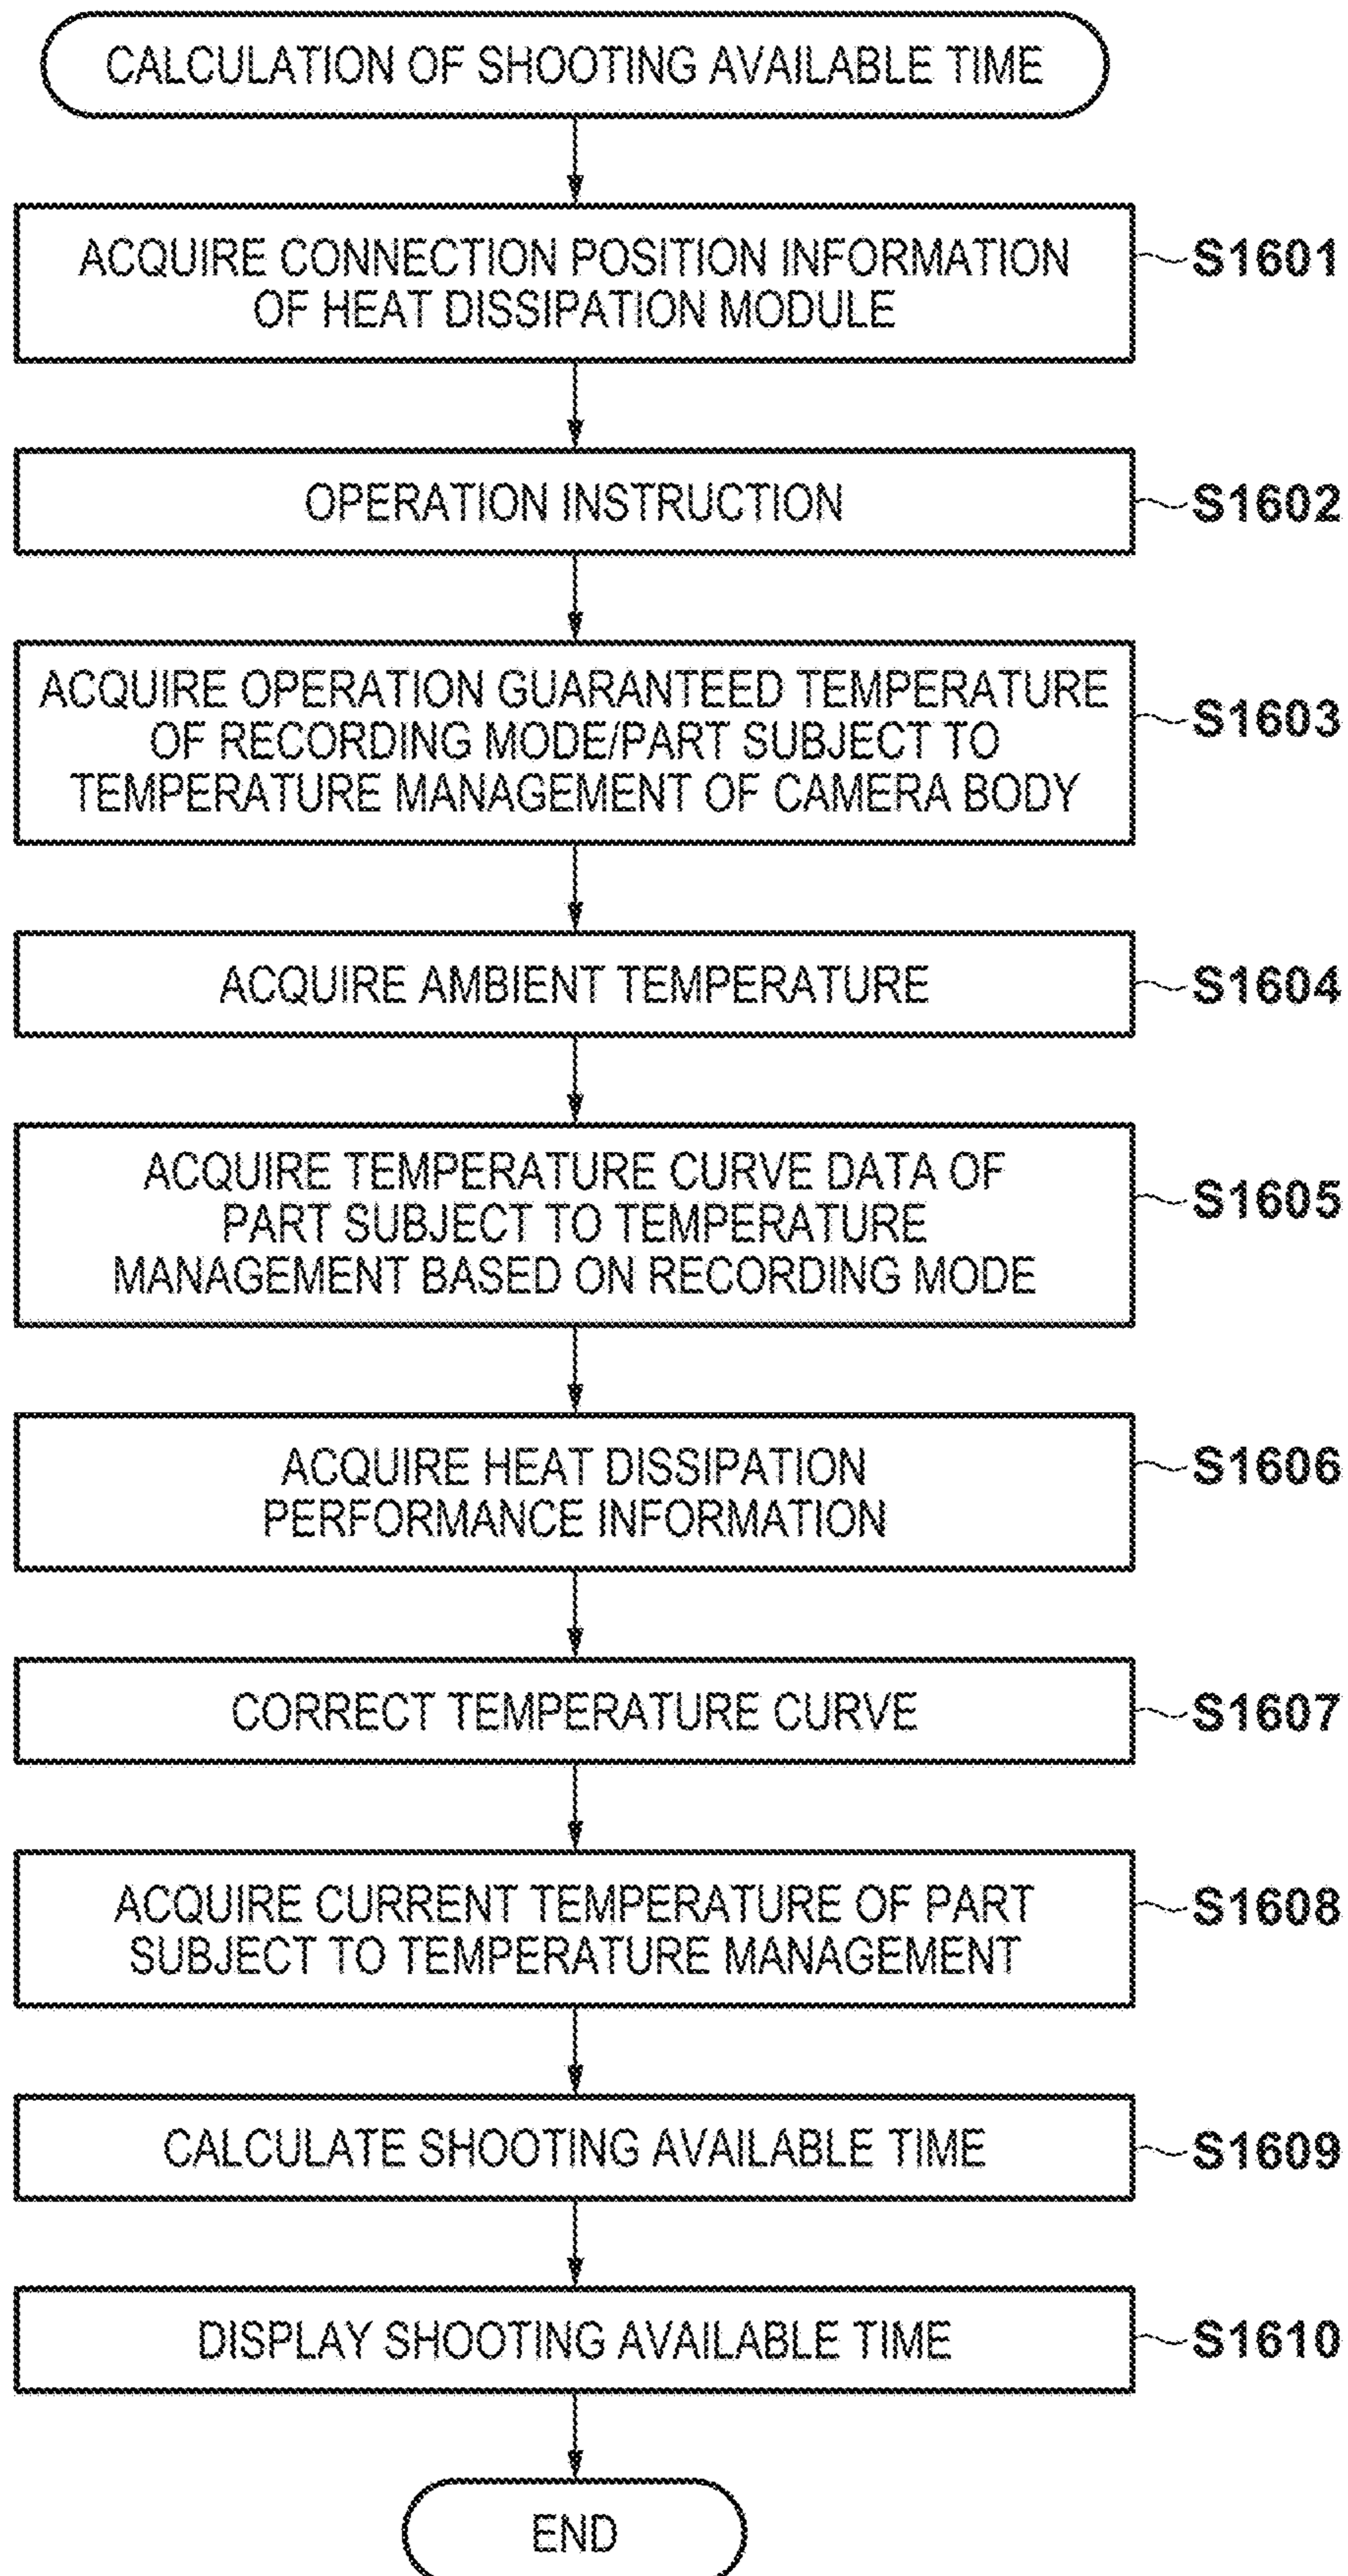 CALCULATION OF SHOOTING AVAILABLE TIME
ACQUIRE CONNECTION POSITION INFORMATION
OF HEAT DISSIPATION MODULE
S1601
OPERATION INSTRUCTION
S1602
ACQUIRE OPERATION GUARANTEED TEMPERATURE
OF RECORDING MODE/PART SUBJECT TO
TEMPERATURE MANAGEMENT OF CAMERA BODY
S1603
ACQUIRE AMBIENT TEMPERATURE
S1604
ACQUIRE TEMPERATURE CURVE DATA OF
PART SUBJECT TO TEMPERATURE
MANAGEMENT BASED ON RECORDING MODE
S1605
ACQUIRE HEAT DISSIPATION
PERFORMANCE INFORMATION
S1606
CORRECT TEMPERATURE CURVE
S1607
ACQUIRE CURRENT TEMPERATURE OF PART
SUBJECT TO TEMPERATURE MANAGEMENT
S1608
CALCULATE SHOOTING AVAILABLE TIME
S1609
DISPLAY SHOOTING AVAILABLE TIME
S1610
END